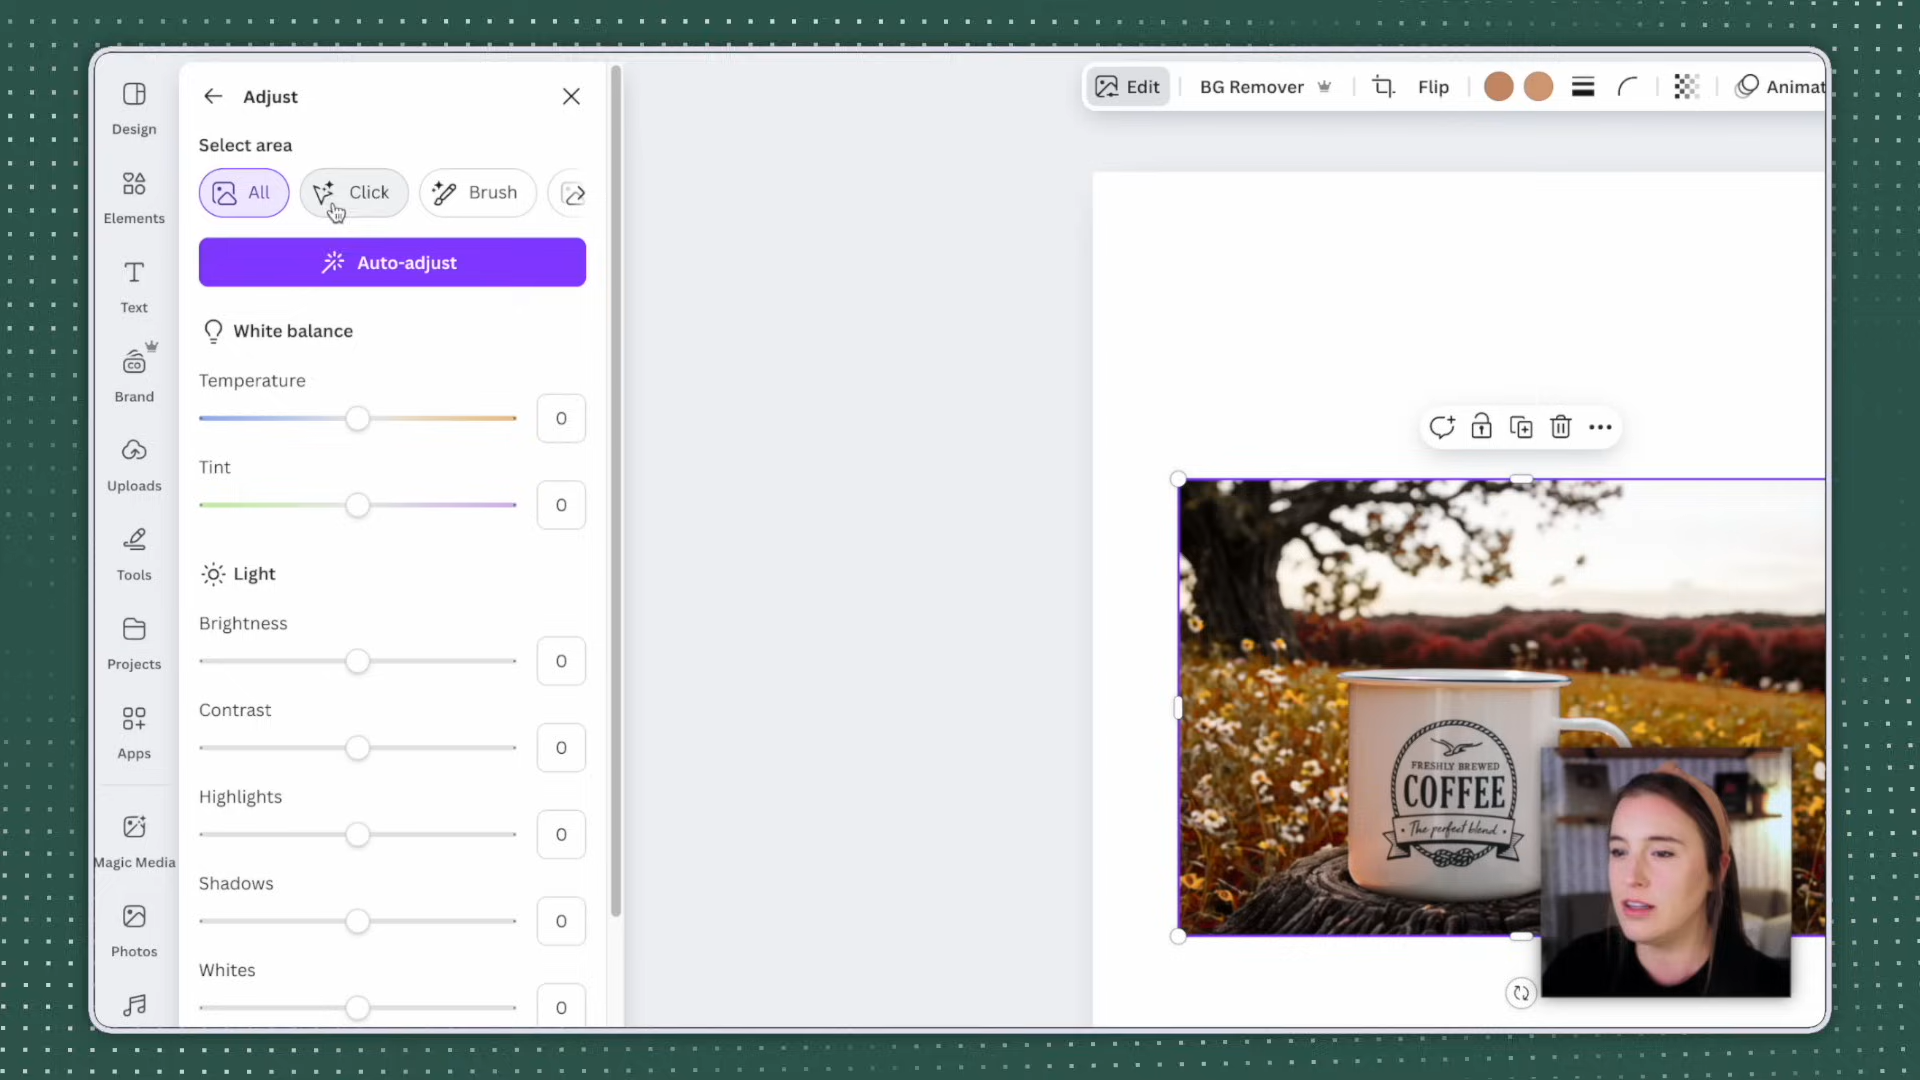 Design
Elements
Text
Brand
CO
Uploads
Tools
Projects
Apps
Magic Media
Photos
Adjust
Select area
All
Click
Brush
Auto-adjust
White balance
Temperature
0
Tint
0
Light
Brightness
0
Contrast
0
Highlights
0
Shadows
0
Whites
0
Edit
BG Remover
Flip
Animat
FRESHLY BREWED
COFFEE
The perfect blend